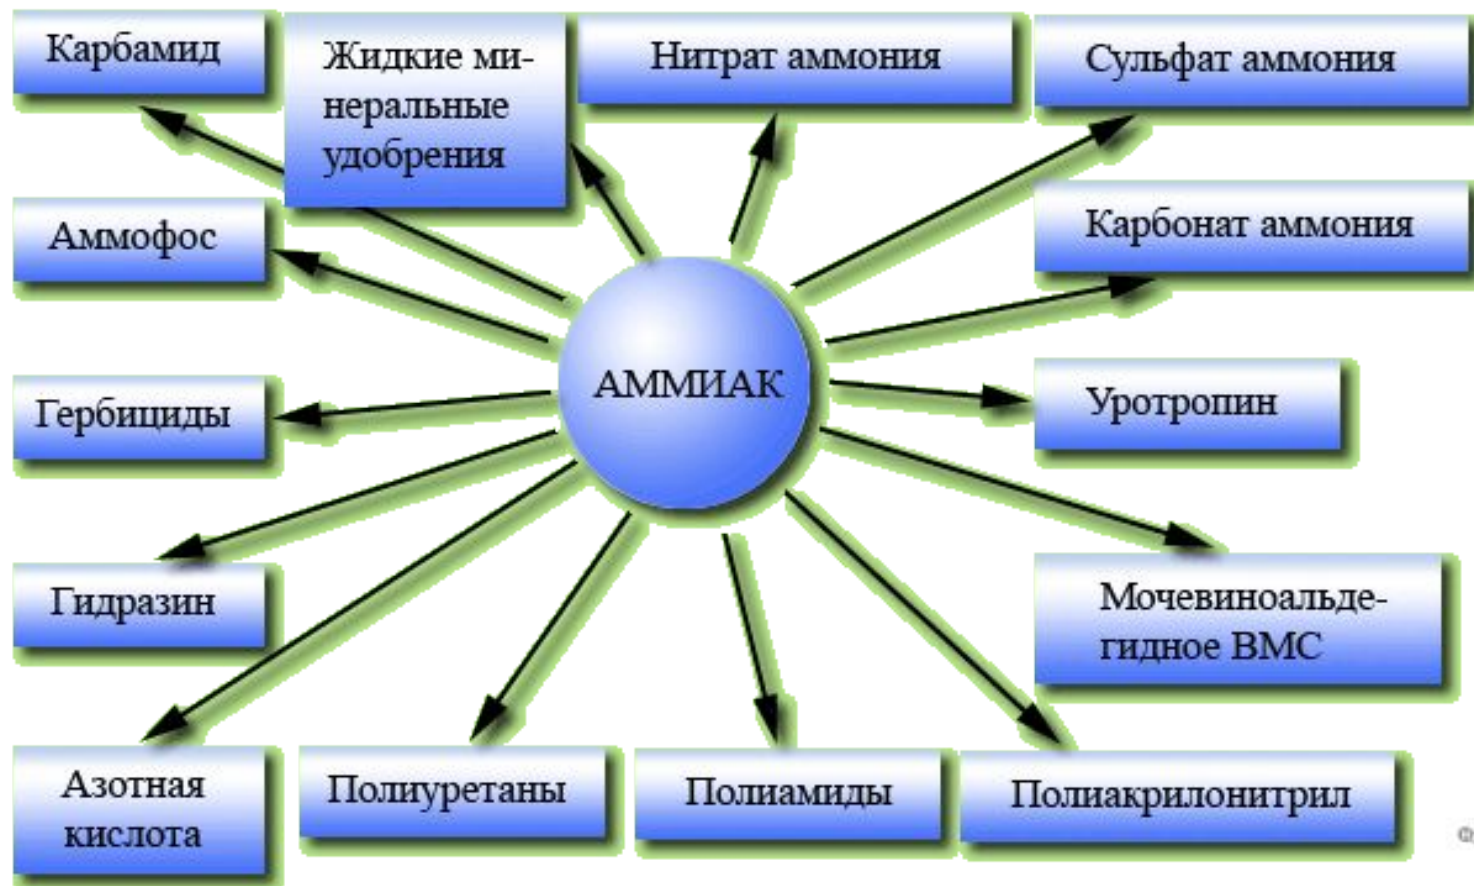 Карбамид
Жидкие ми-
неральные
удобрения
Нитрат аммония
Сульфат аммония
Аммофос
Карбонат аммония
АММИАК
Гербициды
Уротропин
Гидразин
Мочевиноальде-
гидное ВМС
Азотная
кислота
Полиуретаны
Полиамиды
Полиакрилонитрил